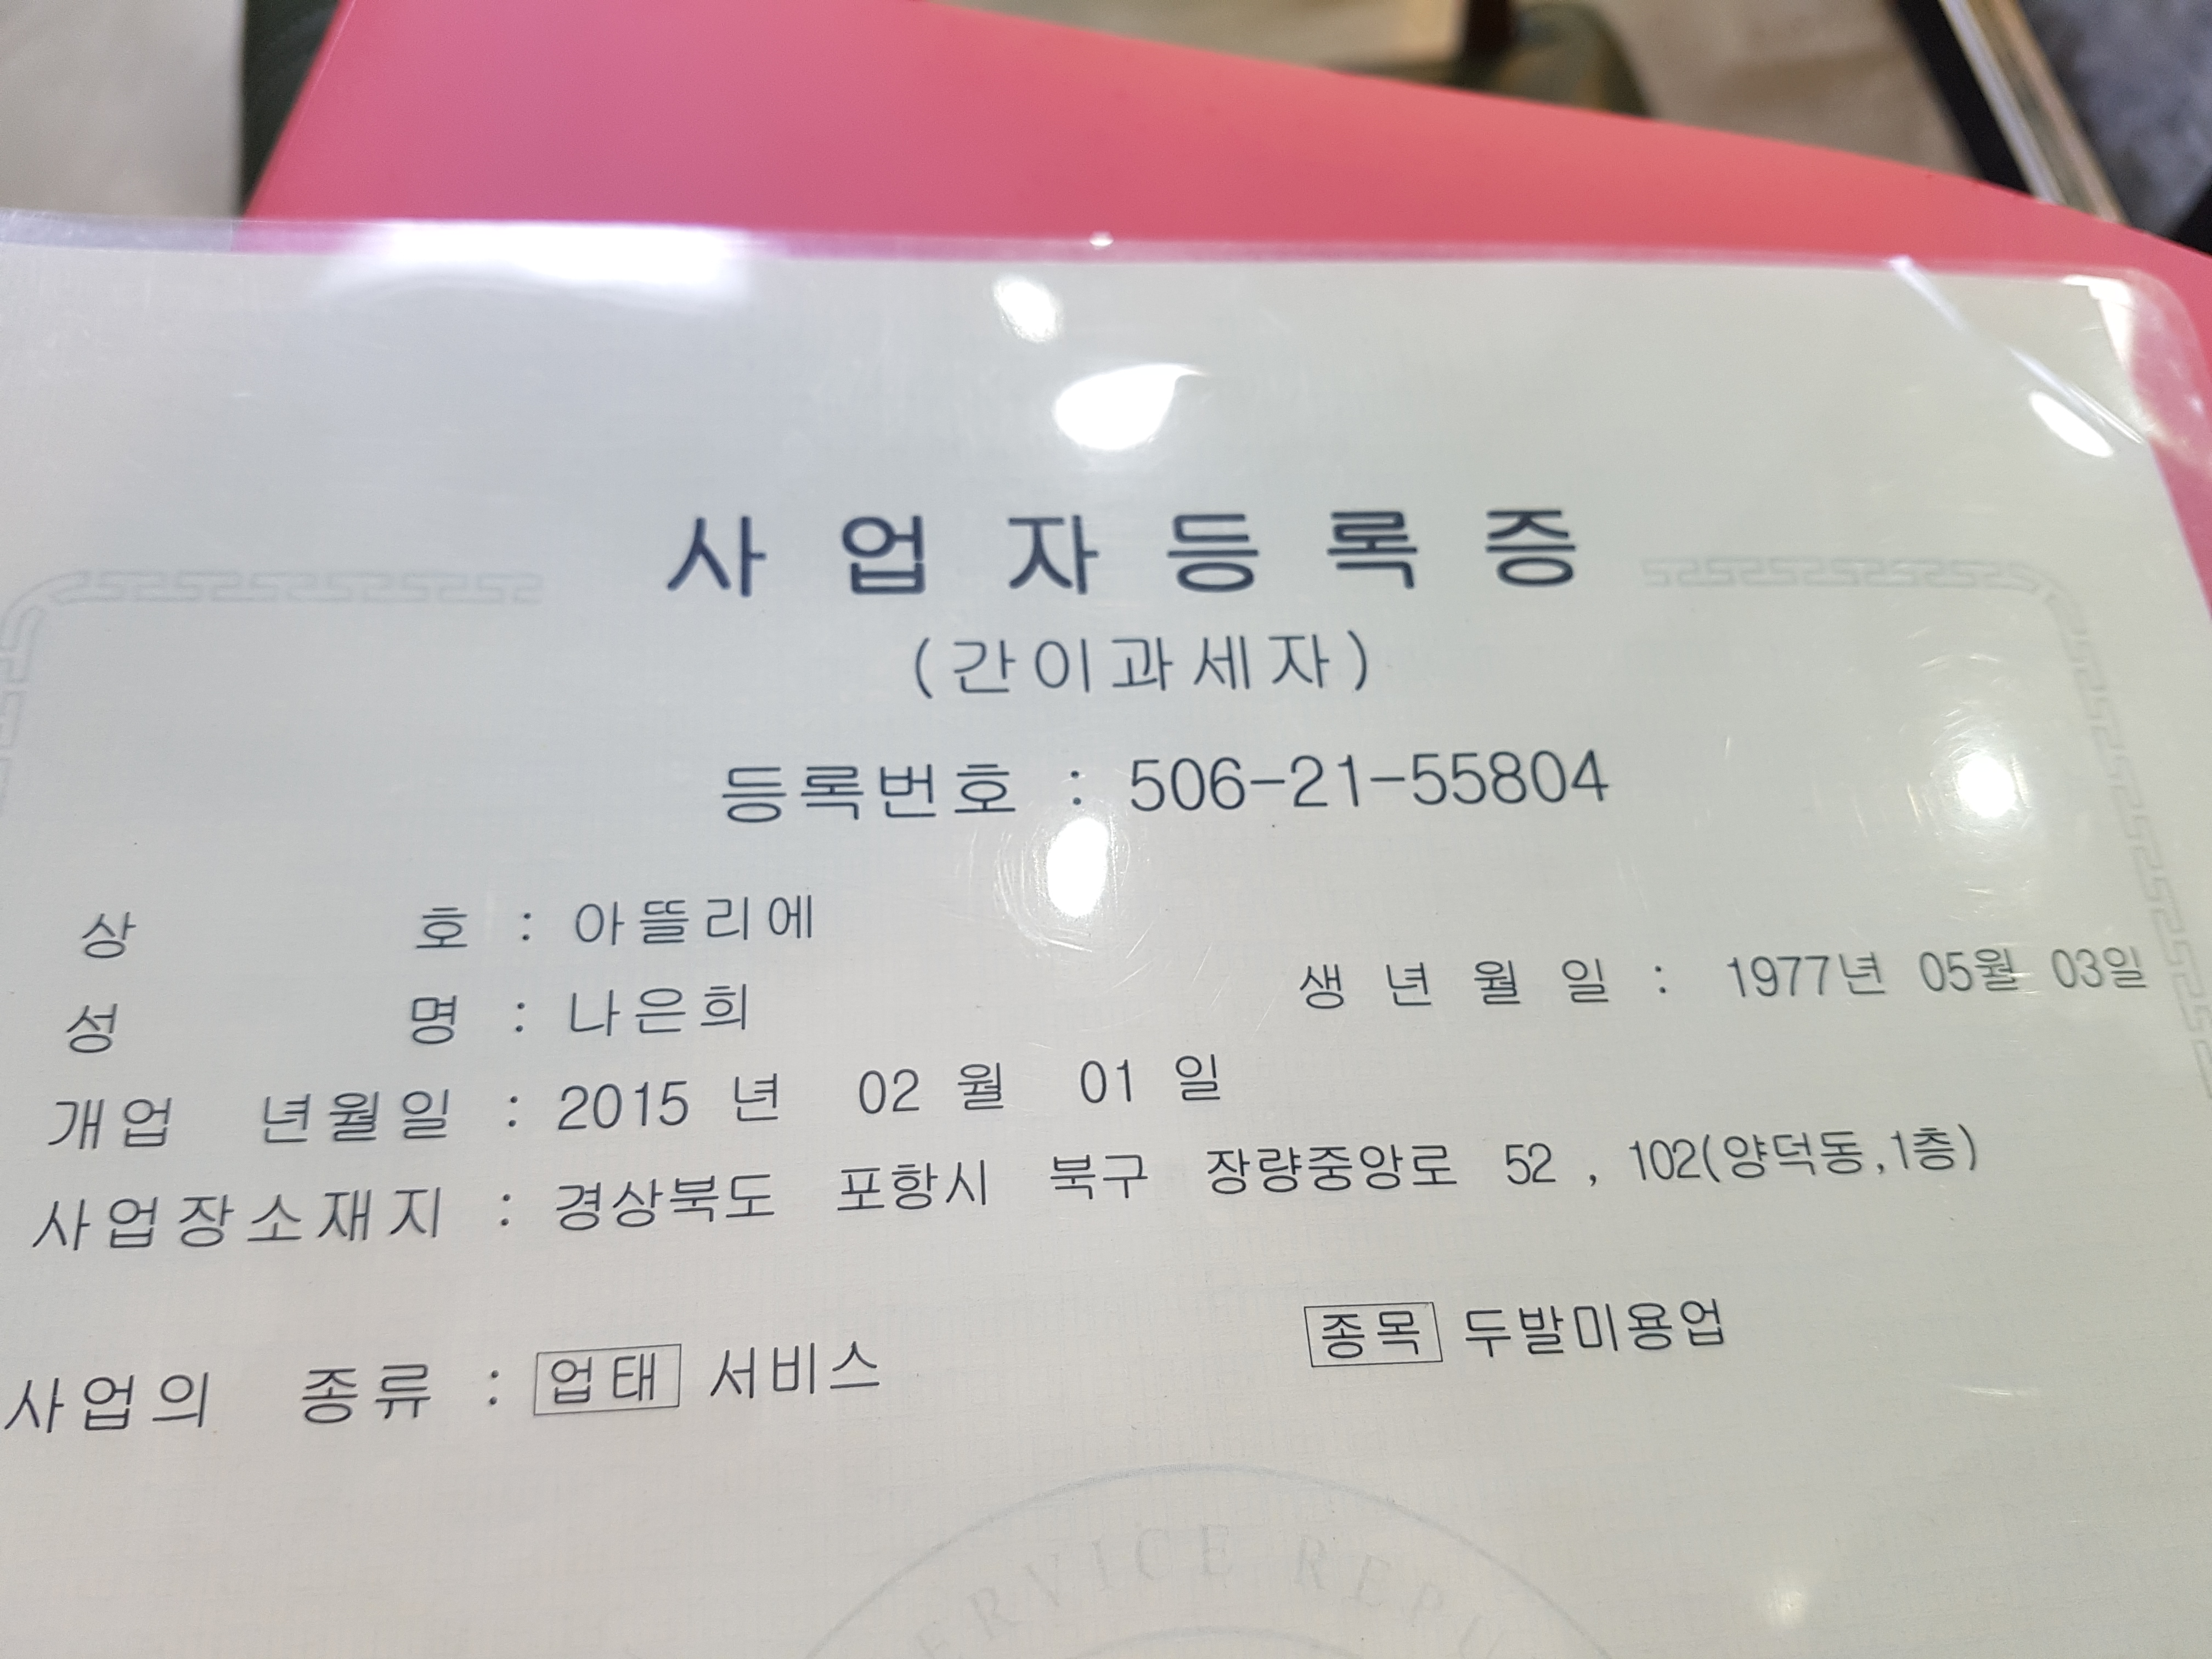 사업자등록증
(간이과세자)
등록번호 : 506-21-55804
상 호 : 아뜰리에
성 명 : 나은희 생년월일 : 1977년 05월 03일
개업 년월일 : 2015 년 02 월 01 일
사업장소재지 : 경상북도 포항시 북구 장량중앙로 52 , 102(양덕동,1층)
사업의 종류 : 업태 서비스 종목 두발미용업
SERVICE REPU